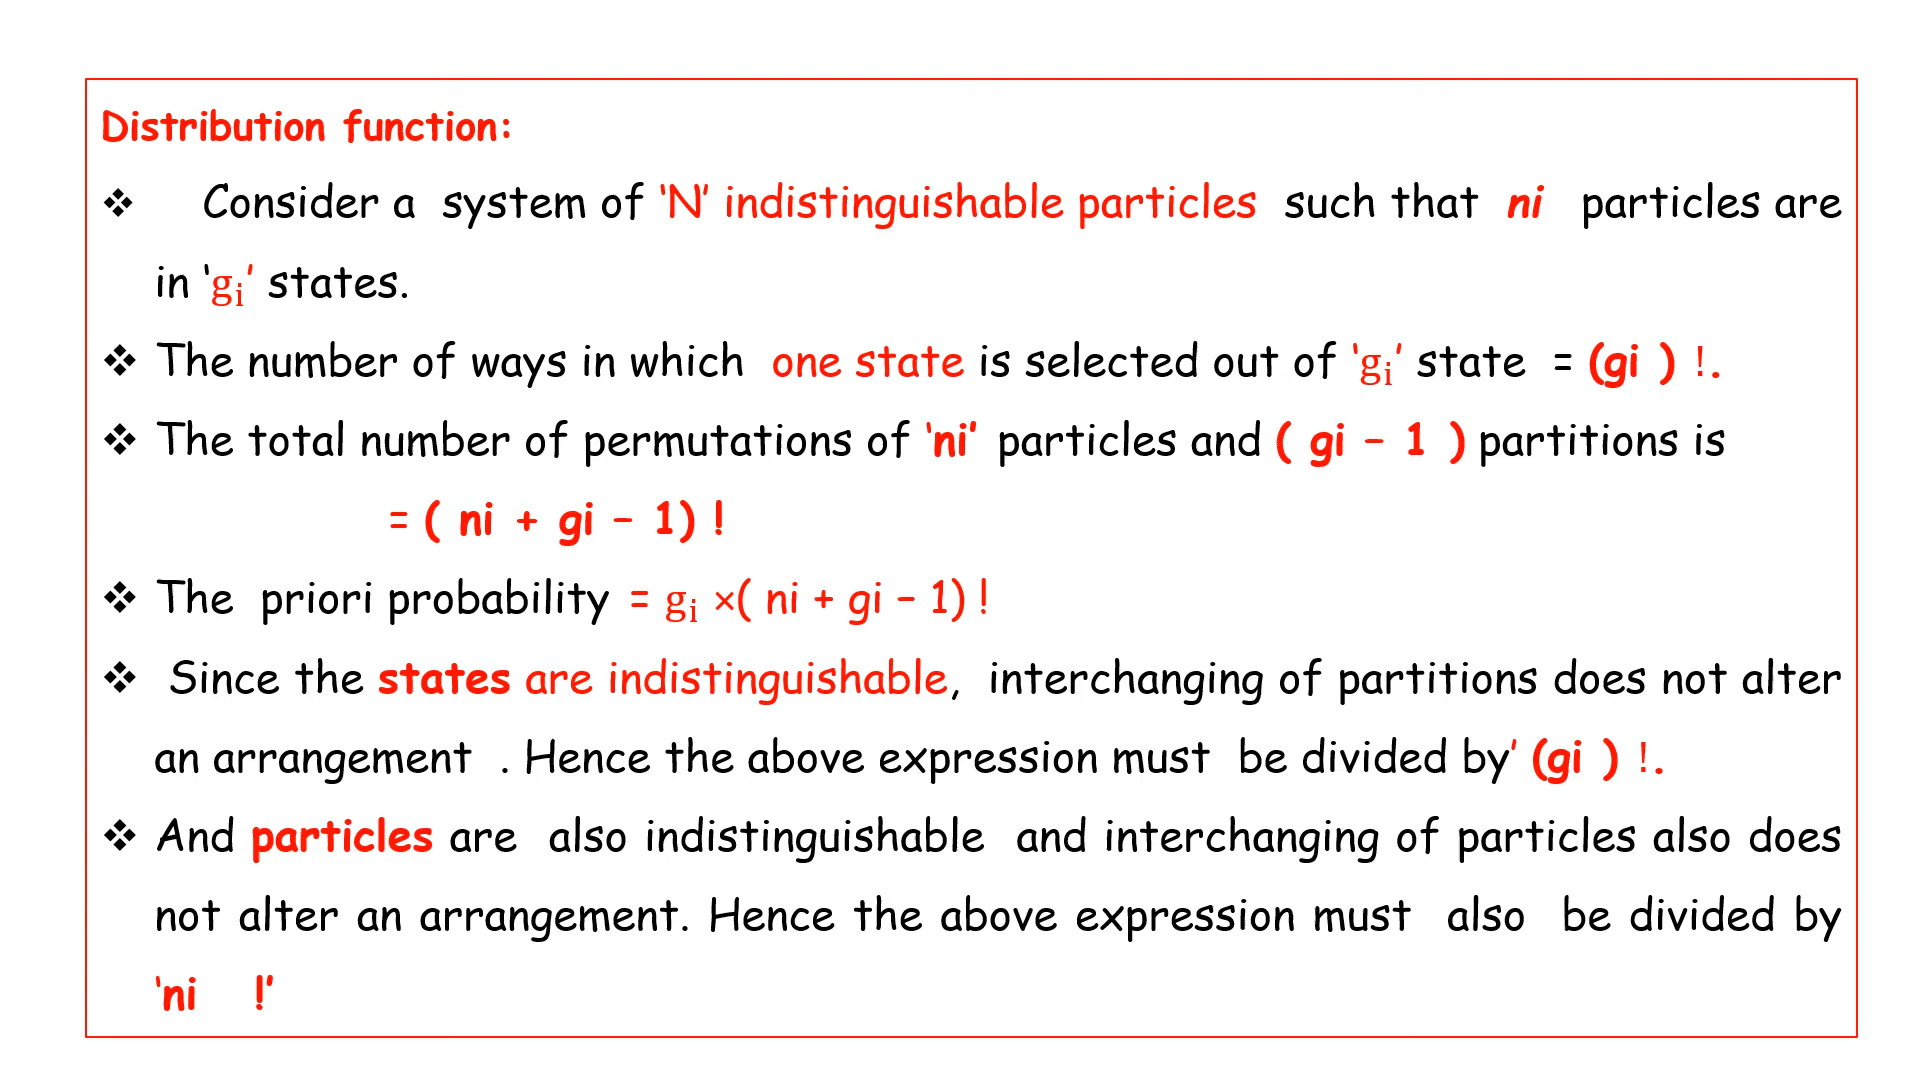 Distribution function:
❖ Consider a system of ‘N’ indistinguishable particles such that ni particles are
in ‘gᵢ’ states.
❖ The number of ways in which one state is selected out of ‘gᵢ’ state = (gi ) !.
❖ The total number of permutations of ‘ni’ particles and ( gi – 1 ) partitions is
= ( ni + gi – 1) !
❖ The priori probability = gᵢ ×( ni + gi – 1) !
❖ Since the states are indistinguishable, interchanging of partitions does not alter
an arrangement . Hence the above expression must be divided by’ (gi ) !.
❖ And particles are also indistinguishable and interchanging of particles also does
not alter an arrangement. Hence the above expression must also be divided by
‘ni !’